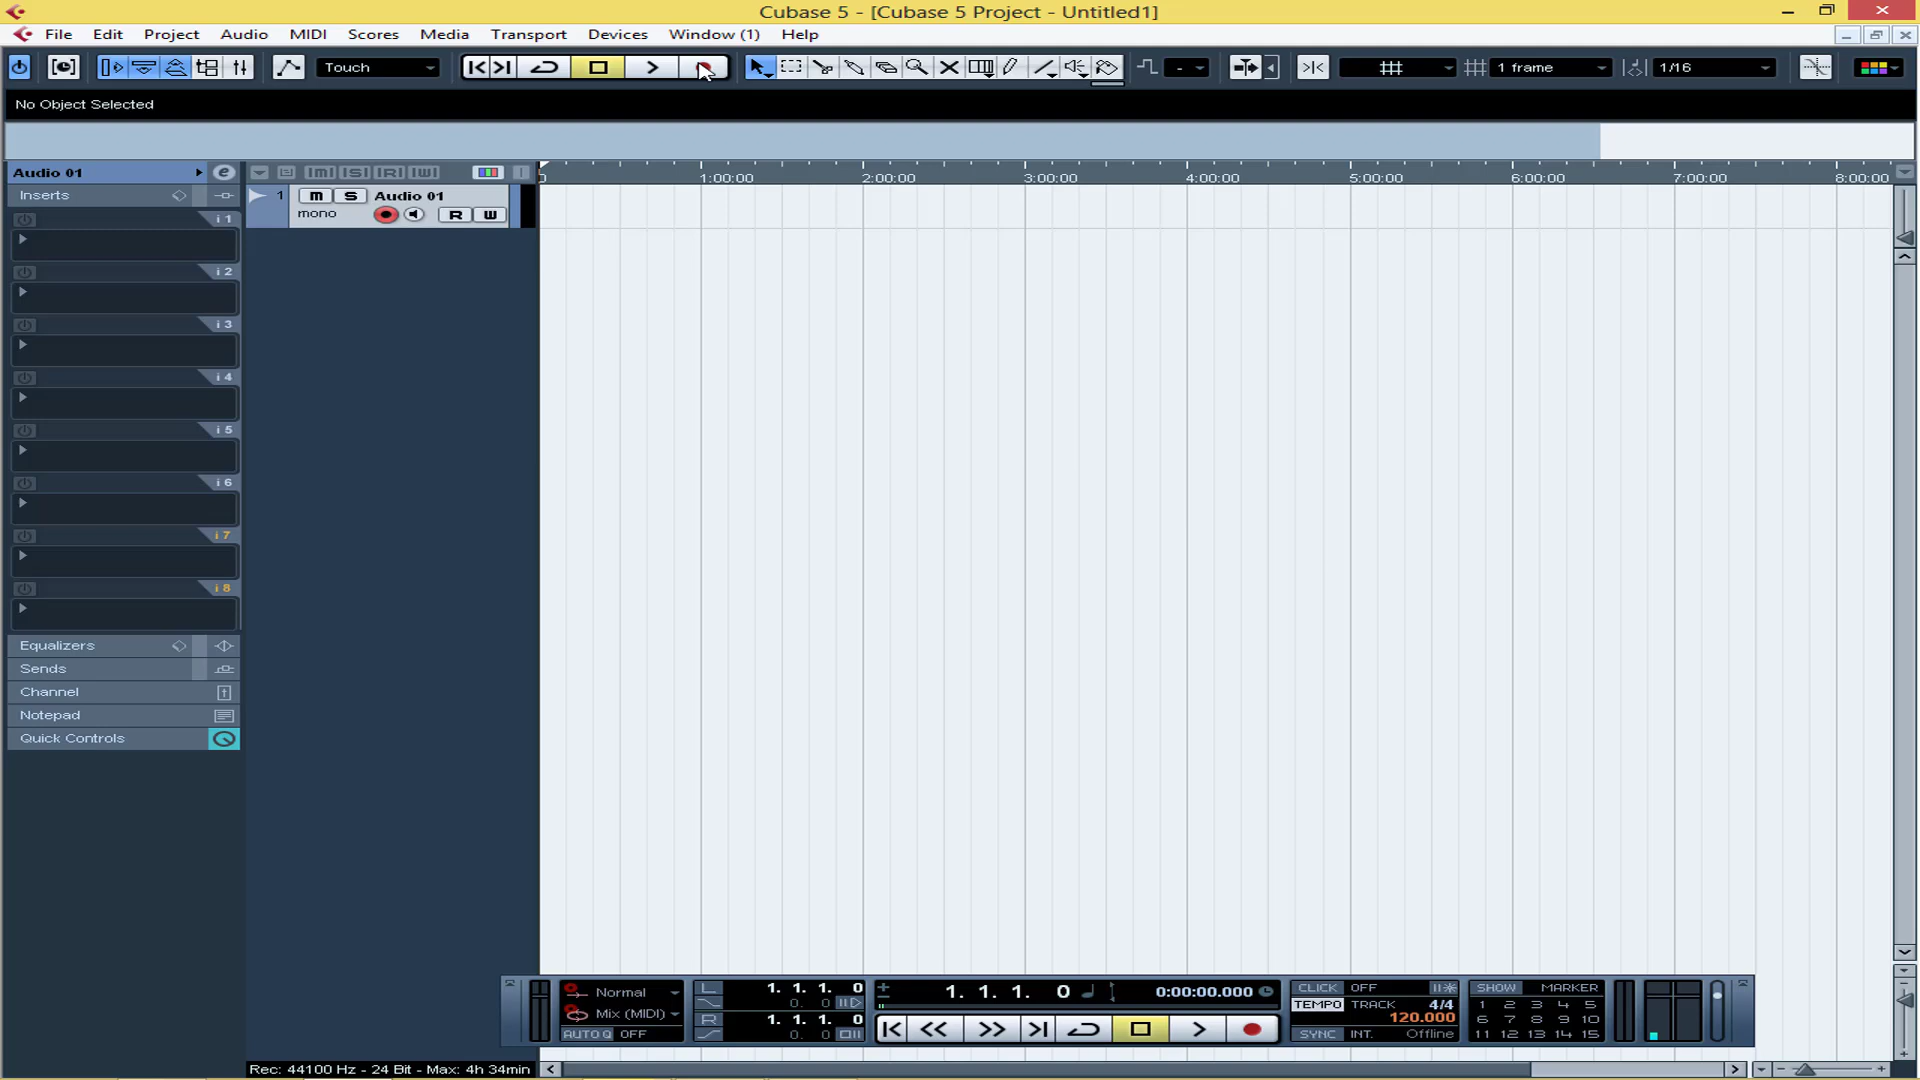 Cubase 5 - [Cubase 5 Project - Untitled1]
File Edit Project Audio MIDI Scores Media Transport Devices Window (1) Help
Touch - 1 frame 1/16
No Object Selected
Audio 01
Inserts
i 1
i 2
i 3
i 4
i 5
i 6
i 7
i 8
Equalizers
Sends
Channel
Notepad
Quick Controls
M S R W
1 m S Audio 01
mono R W
0 1:00:00 2:00:00 3:00:00 4:00:00 5:00:00 6:00:00 7:00:00 8:00:00
Normal
Mix (MIDI)
AUTO Q OFF
L 1. 1. 1. 0
0. 0
R 1. 1. 1. 0
0. 0
1. 1. 1. 0 0:00:00.000
CLICK OFF
TEMPO TRACK 4/4
120.000
SYNC INT. Offline
SHOW MARKER
1 2 3 4 5
6 7 8 9 10
11 12 13 14 15
Rec: 44100 Hz - 24 Bit - Max: 4h 34min